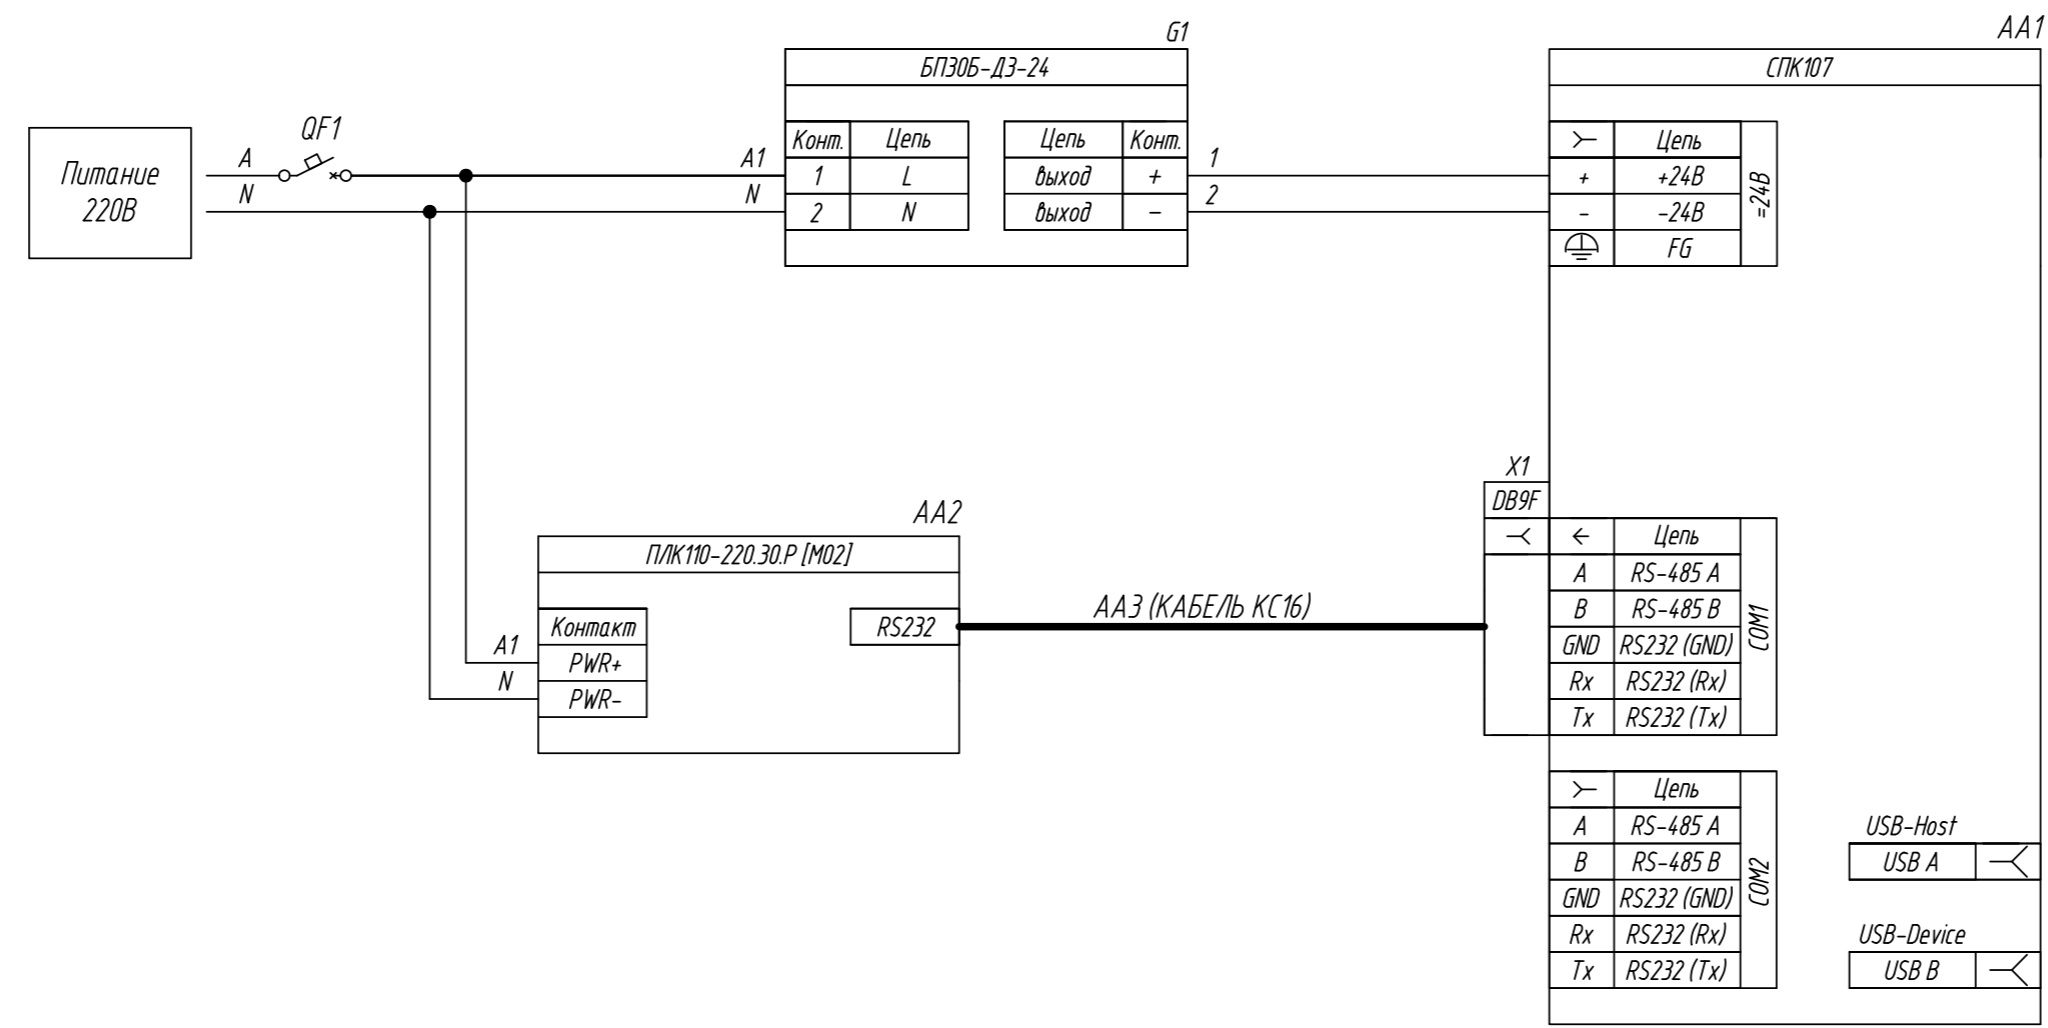 G1
AA1
БП30Б-Д3-24
СПК107
Питание
220В
QF1
A
N
A1
N
Конт. Цепь
1 L
2 N
Цепь Конт.
выход +
выход -
1
2
Цепь
+ +24В
- -24В
FG
=24В
AA2
ПЛК110-220.30.Р [М02]
Контакт
PWR+
PWR-
A1
N
RS232
AA3 (КАБЕЛЬ КС16)
X1
DB9F
Цепь
A RS-485 A
B RS-485 B
GND RS232 (GND)
Rx RS232 (Rx)
Tx RS232 (Tx)
COM1
Цепь
A RS-485 A
B RS-485 B
GND RS232 (GND)
Rx RS232 (Rx)
Tx RS232 (Tx)
COM2
USB-Host
USB A
USB-Device
USB B